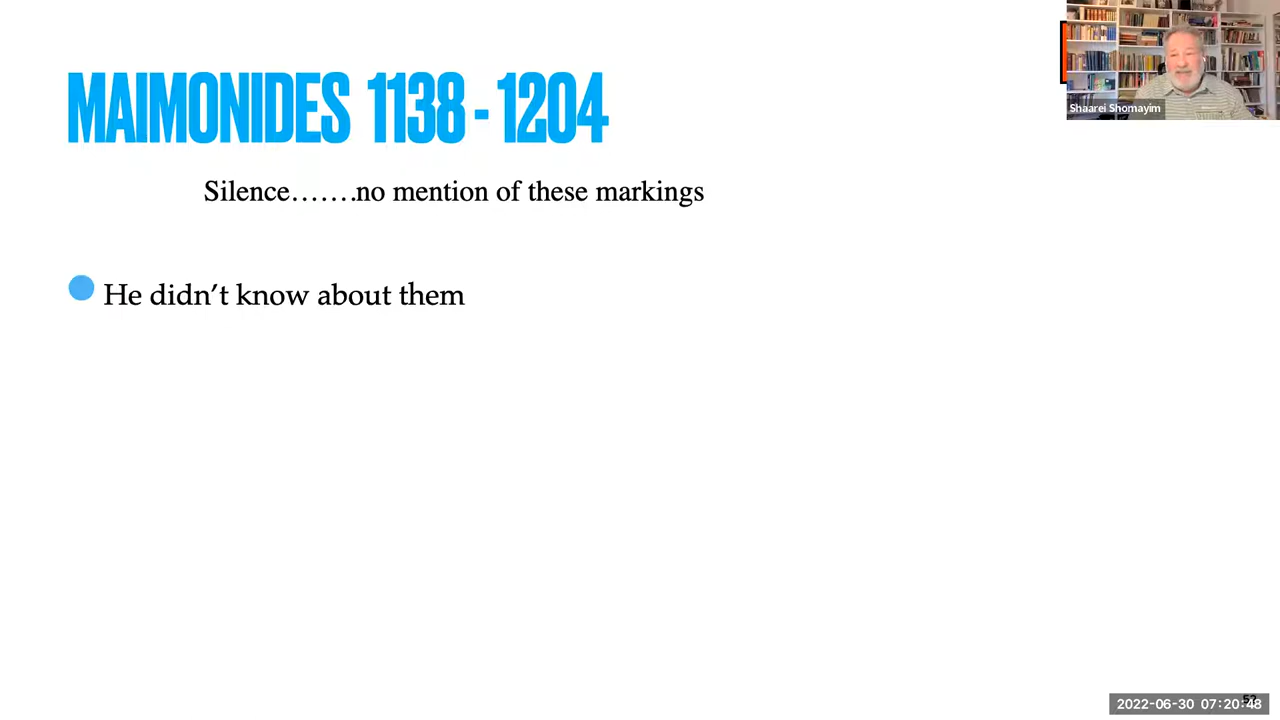 MAIMONIDES 1138 - 1204
Shaarei Shomayim
Silence…….no mention of these markings
He didn’t know about them
2022-06-30 07:20:48